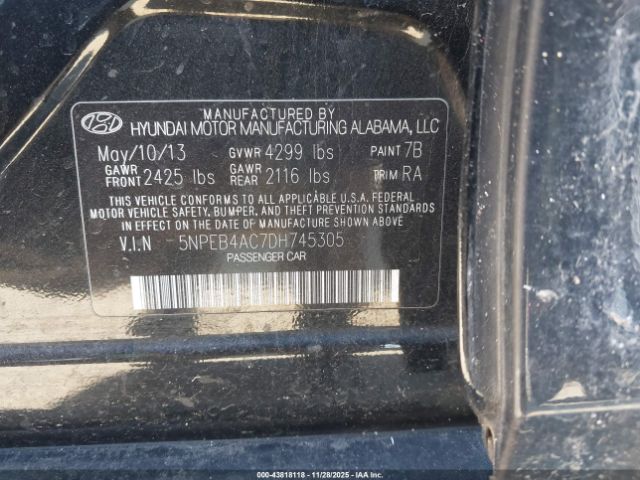 MANUFACTURED BY
HYUNDAI MOTOR MANUFACTURING ALABAMA, LLC
May/10/13 GVWR 4299 lbs PAINT 7B
GAWR FRONT 2425 lbs GAWR REAR 2116 lbs TRIM RA
THIS VEHICLE CONFORMS TO ALL APPLICABLE U.S.A. FEDERAL
MOTOR VEHICLE SAFETY, BUMPER, AND THEFT PREVENTION STANDARDS
IN EFFECT ON THE DATE OF MANUFACTURE SHOWN ABOVE
V.I.N 5NPEB4AC7DH745305
PASSENGER CAR
000-43818118 | 11/28/2025 - IAAI.COM